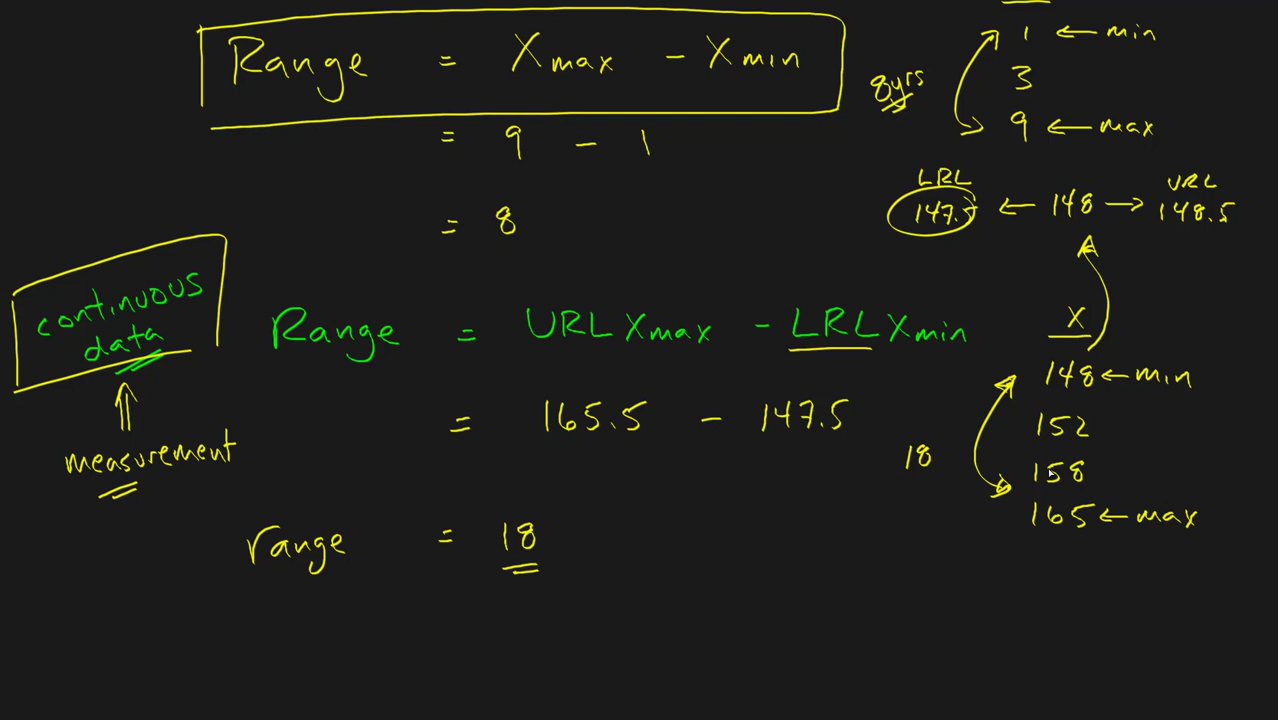 Range = Xmax - Xmin
= 9 - 1
= 8
1 ← min
3
9 ← max
8yrs
LRL
147.5 ← 148 → 148.5
URL
continuous
data
measurement
Range = URL Xmax - LRL Xmin
= 165.5 - 147.5
range = 18
X
148 ← min
152
158
165 ← max
18